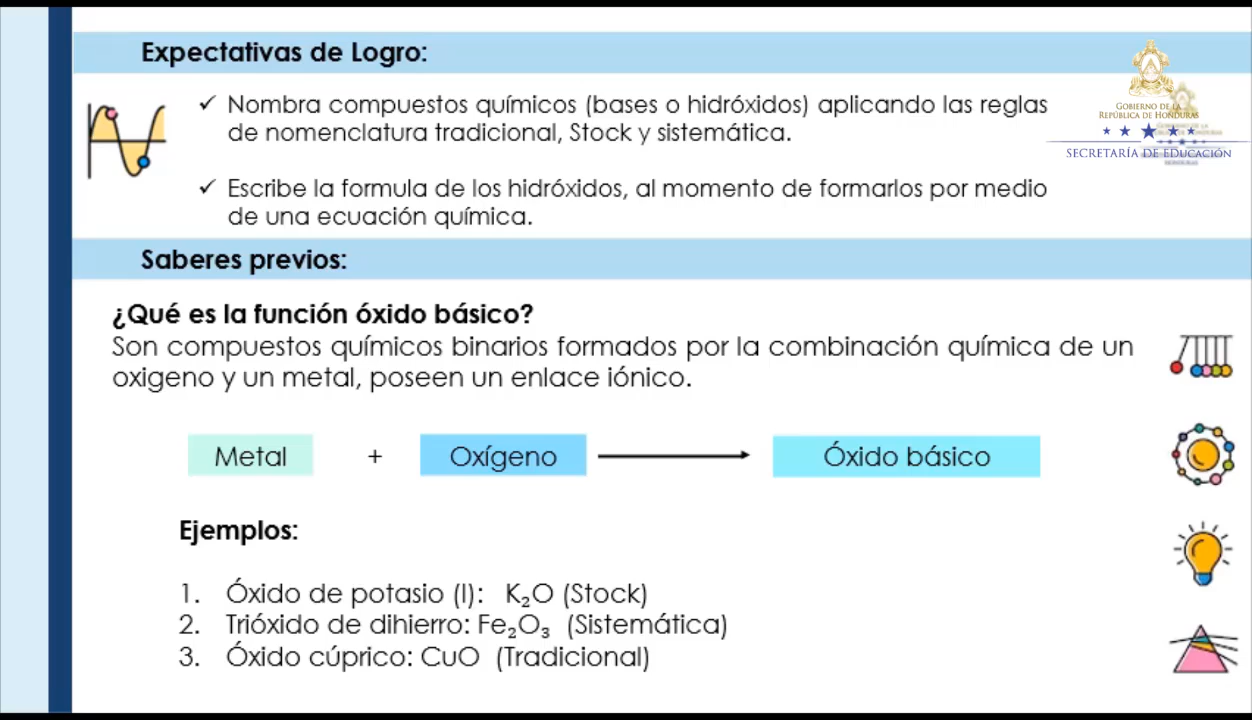 Expectativas de Logro:
✓ Nombra compuestos químicos (bases o hidróxidos) aplicando las reglas
de nomenclatura tradicional, Stock y sistemática.
✓ Escribe la formula de los hidróxidos, al momento de formarlos por medio
de una ecuación química.
GOBIERNO DE LA
REPÚBLICA DE HONDURAS
SECRETARÍA DE EDUCACIÓN
Saberes previos:
¿Qué es la función óxido básico?
Son compuestos químicos binarios formados por la combinación química de un
oxigeno y un metal, poseen un enlace iónico.
Metal + Oxígeno → Óxido básico
Ejemplos:
1. Óxido de potasio (I): K₂O (Stock)
2. Trióxido de dihierro: Fe₂O₃ (Sistemática)
3. Óxido cúprico: CuO (Tradicional)